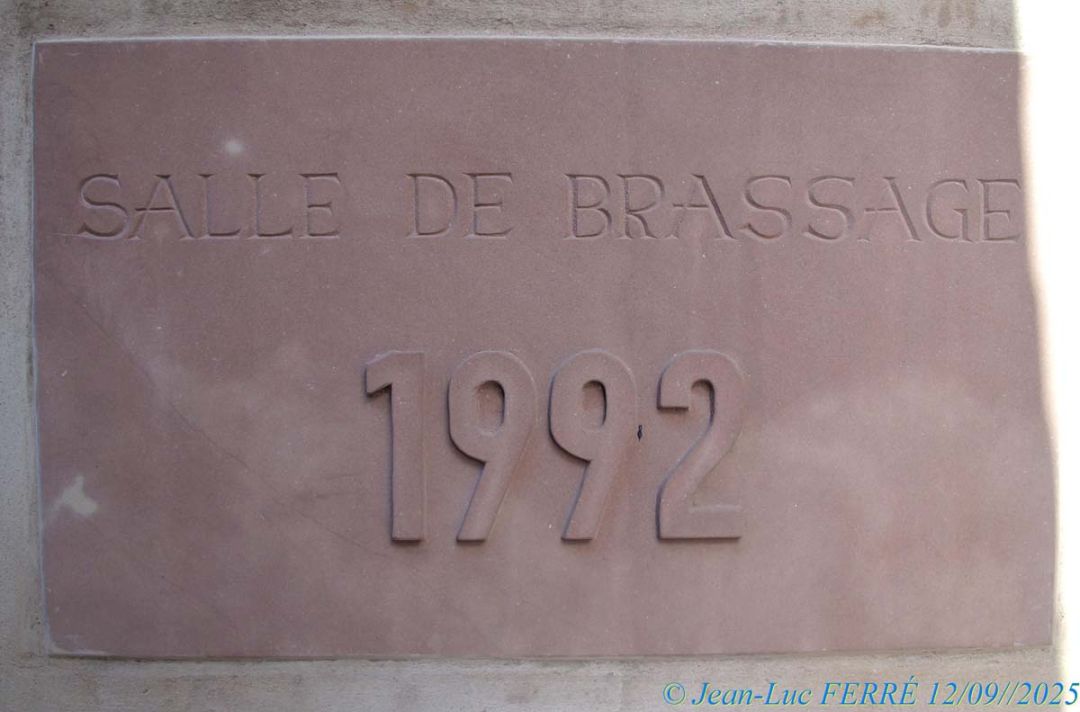 SALLE DE BRASSAGE
1992
© Jean-Luc FERRÉ 12/09//2025